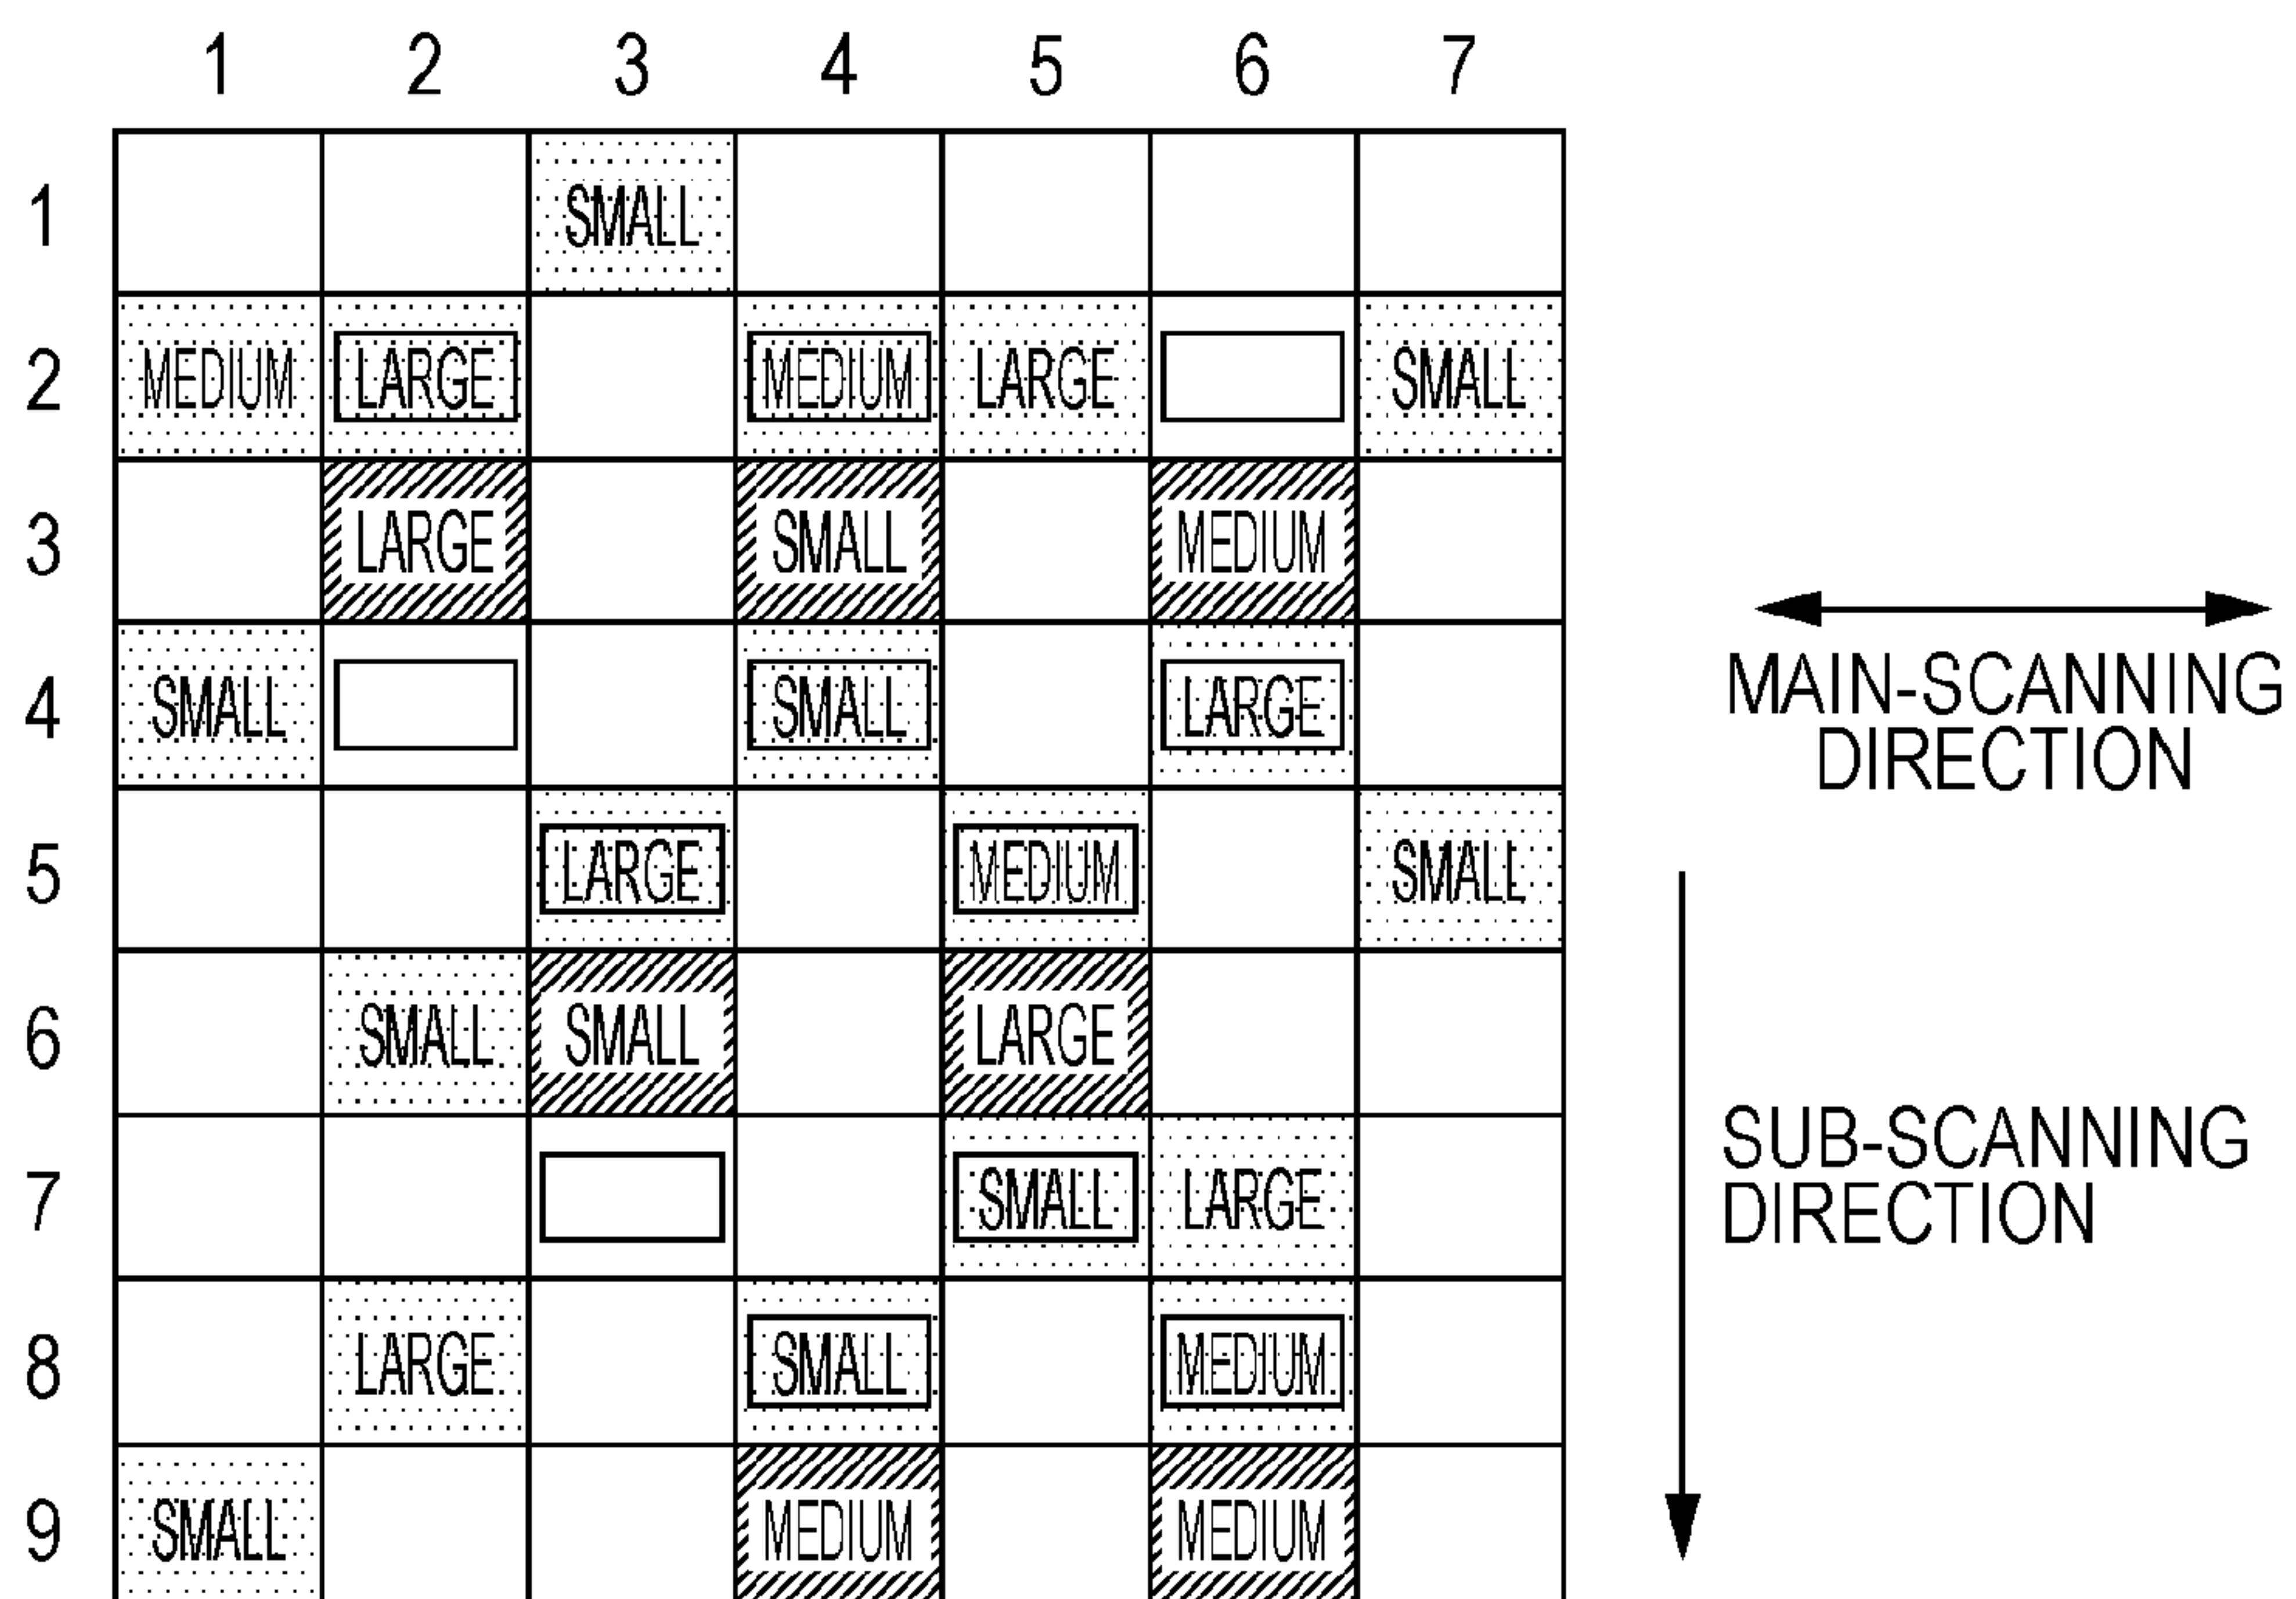 1 2 3 4 5 6 7
1 SMALL
2 MEDIUM LARGE MEDIUM LARGE SMALL
3 LARGE SMALL MEDIUM
4 SMALL SMALL LARGE
MAIN-SCANNING
DIRECTION
5 LARGE MEDIUM SMALL
6 SMALL SMALL LARGE
7 SMALL LARGE
SUB-SCANNING
DIRECTION
8 LARGE SMALL MEDIUM
9 SMALL MEDIUM MEDIUM